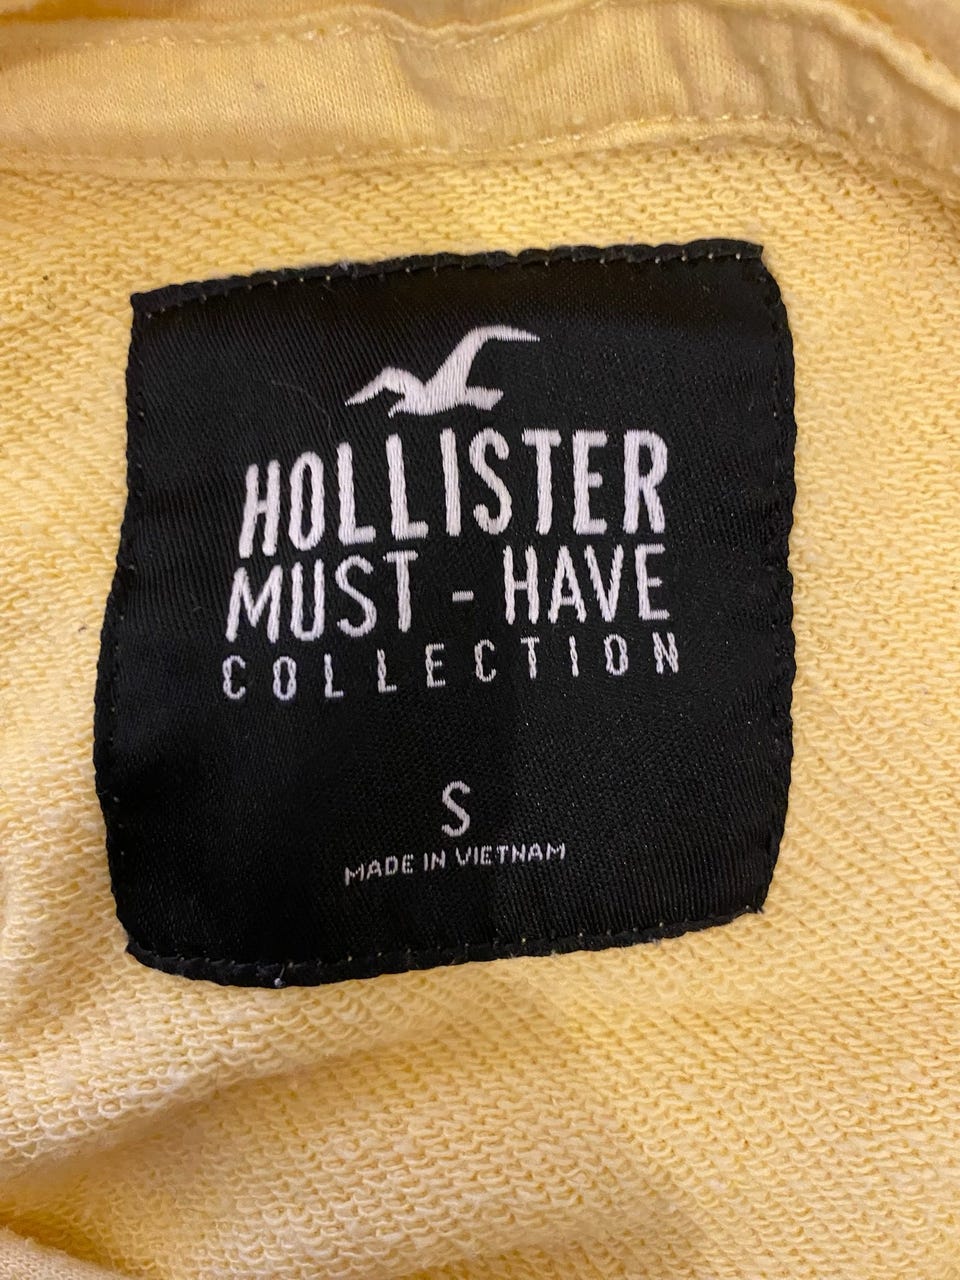 HOLLISTER
MUST - HAVE
COLLECTION
S
MADE IN VIETNAM